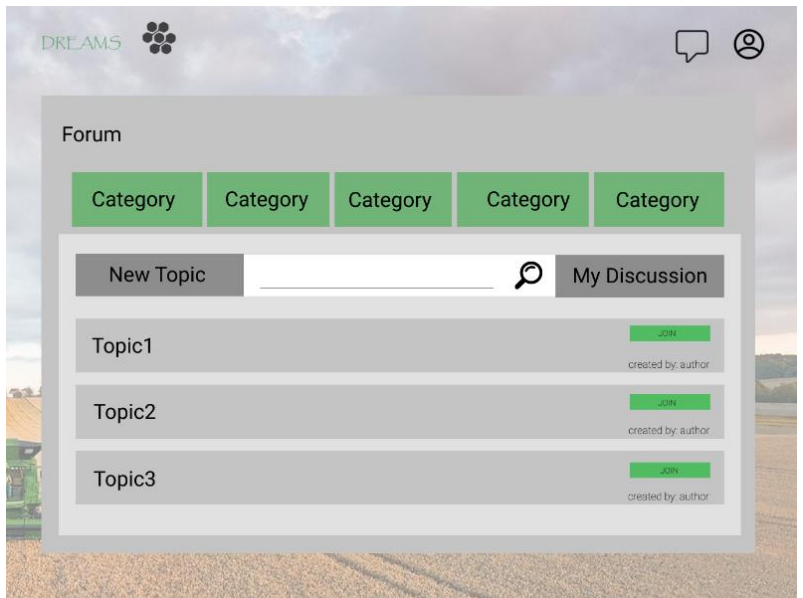 DREAMS
Forum
Category Category Category Category Category
New Topic My Discussion
Topic1
JOIN
created by: author
Topic2
JOIN
created by: author
Topic3
JOIN
created by: author